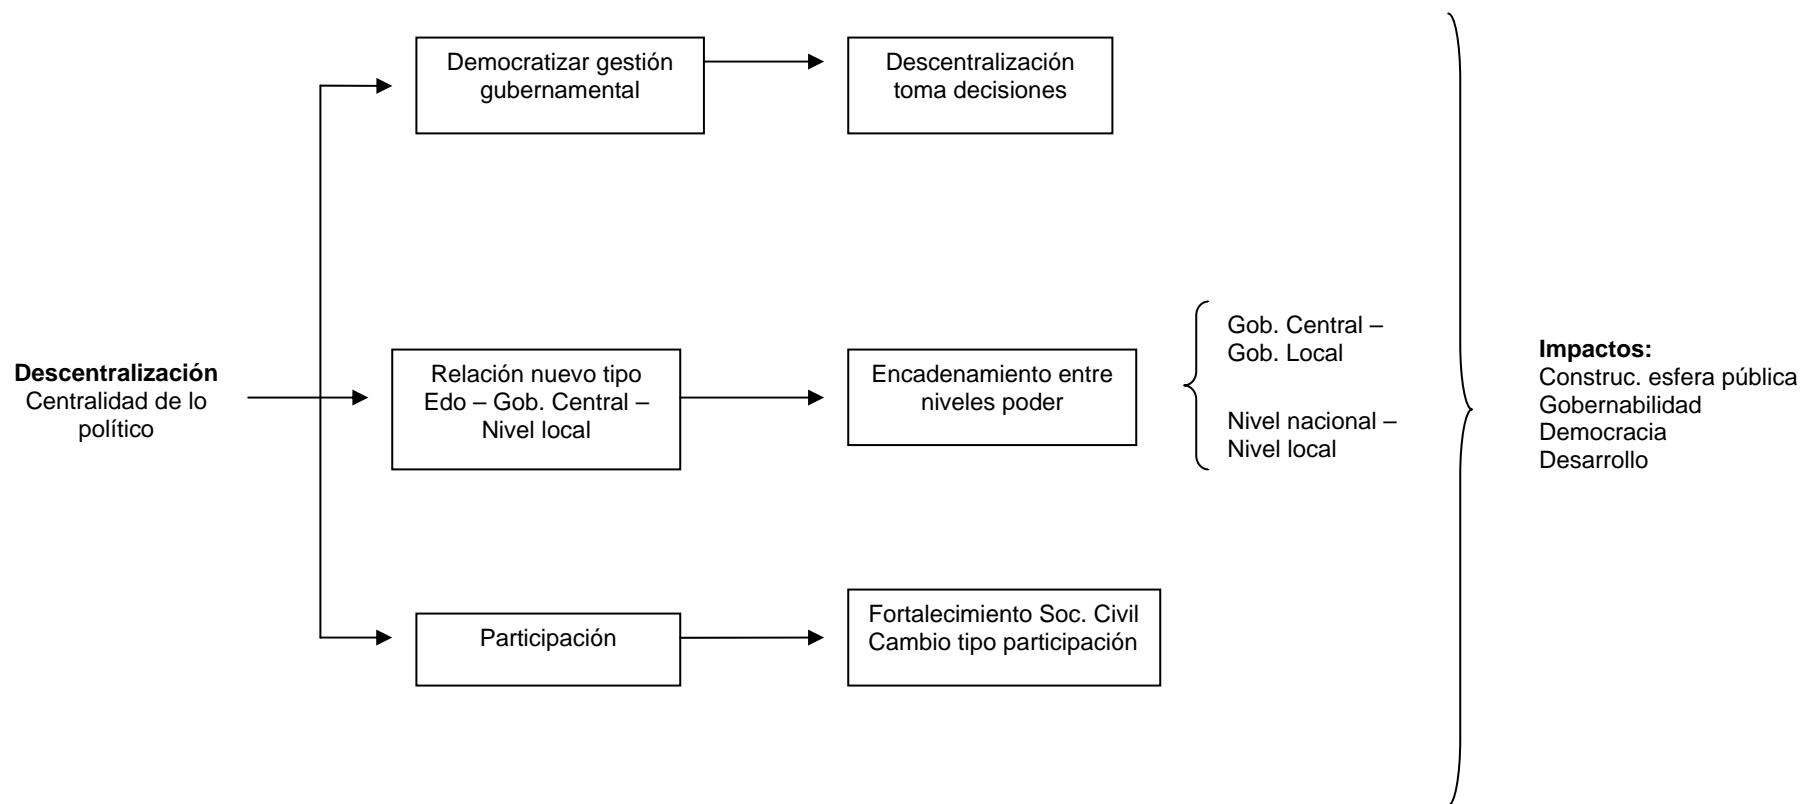 Democratizar gestión
gubernamental
Descentralización
toma decisiones
Descentralización
Centralidad de lo
político
Relación nuevo tipo
Edo – Gob. Central –
Nivel local
Encadenamiento entre
niveles poder
Gob. Central –
Gob. Local
Nivel nacional –
Nivel local
Impactos:
Construc. esfera pública
Gobernabilidad
Democracia
Desarrollo
Participación
Fortalecimiento Soc. Civil
Cambio tipo participación